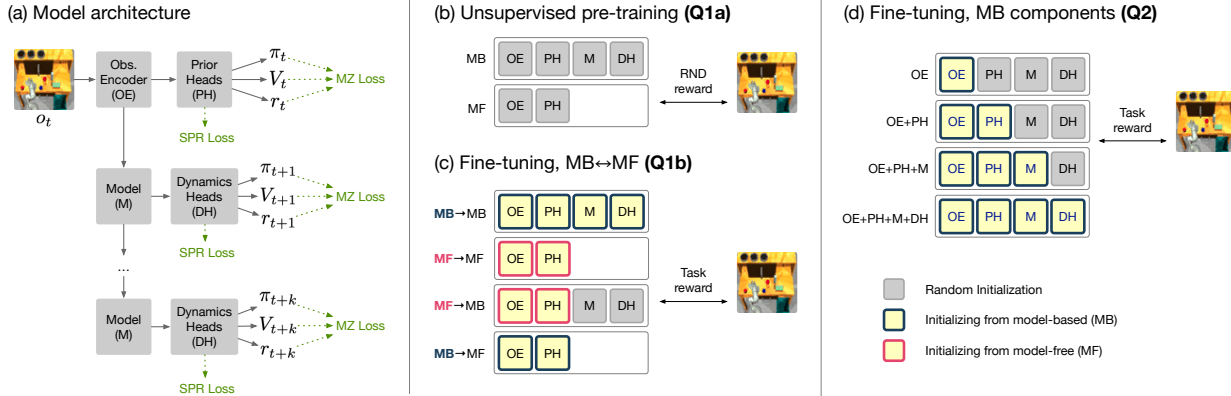 (a) Model architecture
Obs.
Encoder
(OE)
Prior
Heads
(PH)
π_t
V_t
r_t
MZ Loss
o_t
SPR Loss
Model
(M)
Dynamics
Heads
(DH)
π_{t+1}
V_{t+1}
r_{t+1}
MZ Loss
SPR Loss
...
Model
(M)
Dynamics
Heads
(DH)
π_{t+k}
V_{t+k}
r_{t+k}
MZ Loss
SPR Loss
(b) Unsupervised pre-training (Q1a)
MB OE PH M DH
MF OE PH
RND
reward
(c) Fine-tuning, MB↔MF (Q1b)
MB→MB OE PH M DH
MF→MF OE PH
MF→MB OE PH M DH
MB→MF OE PH
Task
reward
(d) Fine-tuning, MB components (Q2)
OE OE PH M DH
OE+PH OE PH M DH
OE+PH+M OE PH M DH
OE+PH+M+DH OE PH M DH
Task
reward
Random Initialization
Initializing from model-based (MB)
Initializing from model-free (MF)